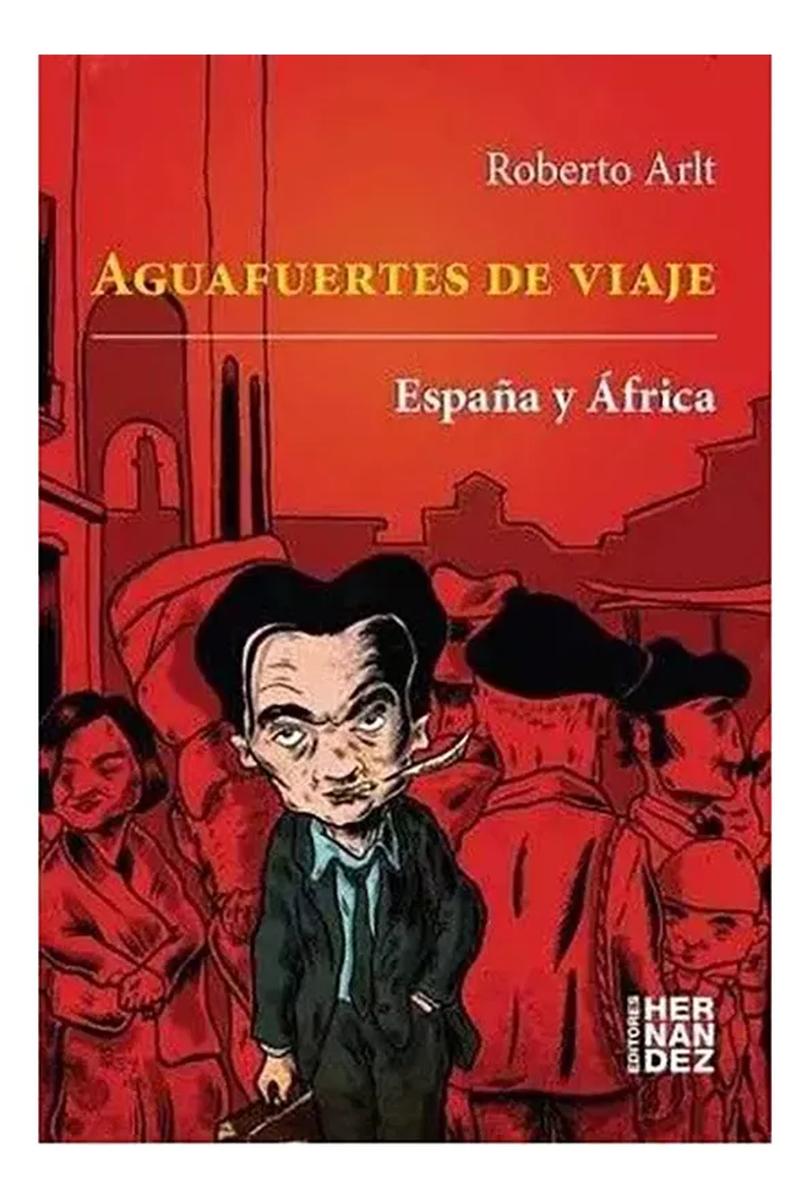 Roberto Arlt
Aguafuertes de viaje
España y África
EDITORES
HER
NAN
DEZ